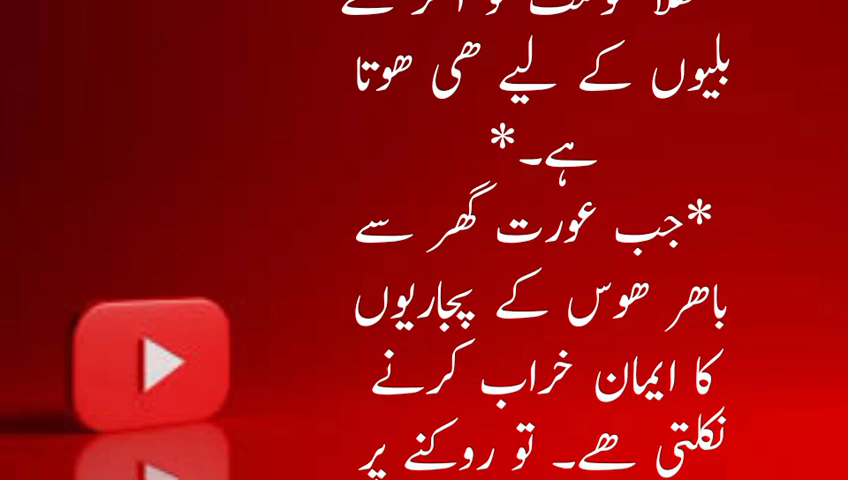 بلیوں کے لیے ھی ھوتا
ہے۔*
*جب عورت گھر سے
باھر ھوس کے پجاریوں
کا ایمان خراب کرنے
نکلتی ھے۔ تو روکنے پر